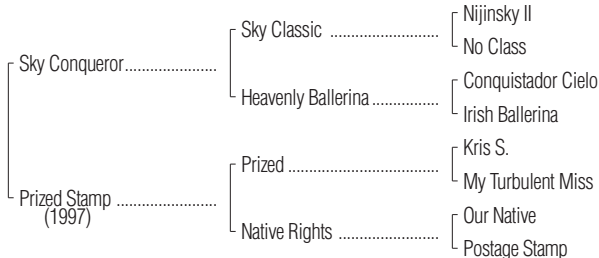 Nijinsky II
Sky Classic ....................
No Class
Sky Conqueror.....................
Conquistador Cielo
Heavenly Ballerina ...............
Irish Ballerina
Kris S.
Prized ..................................
My Turbulent Miss
Prized Stamp ......................
(1997)
Our Native
Native Rights ......................
Postage Stamp